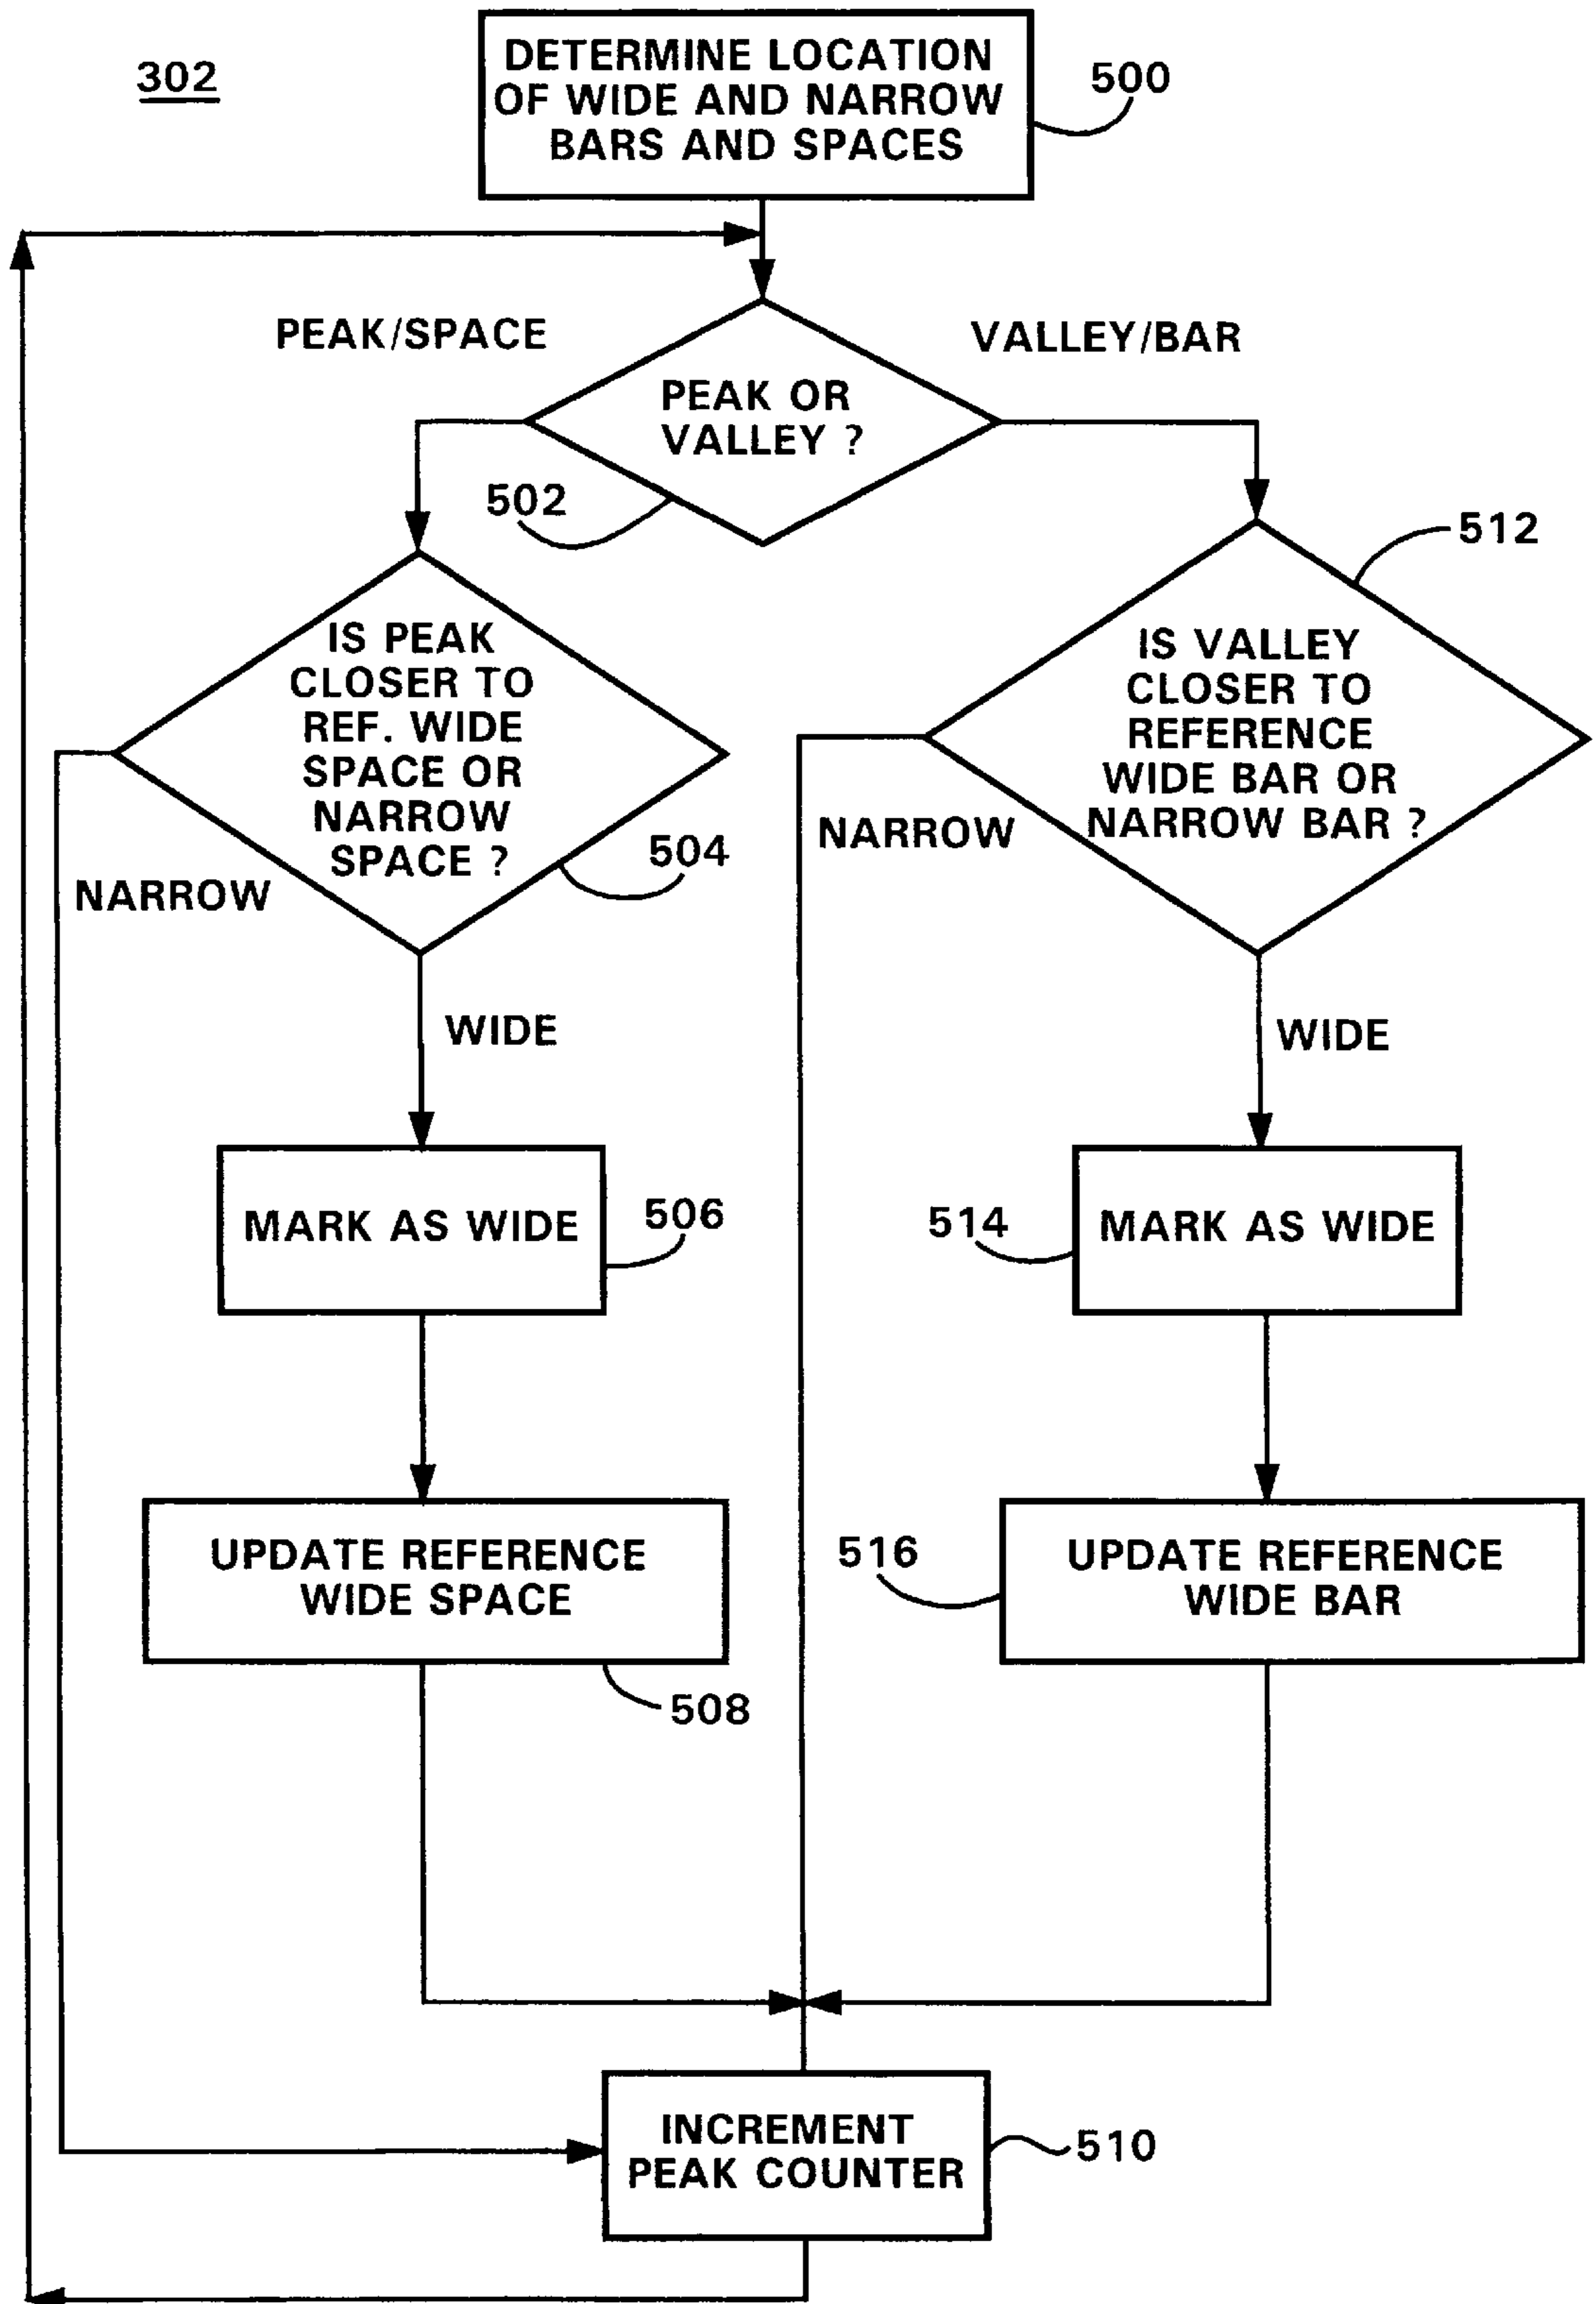 302
DETERMINE LOCATION
OF WIDE AND NARROW
BARS AND SPACES
500
PEAK/SPACE
VALLEY/BAR
PEAK OR
VALLEY ?
502
512
IS PEAK
CLOSER TO
REF. WIDE
SPACE OR
NARROW
SPACE ?
504
NARROW
IS VALLEY
CLOSER TO
REFERENCE
WIDE BAR OR
NARROW BAR ?
NARROW
WIDE
WIDE
MARK AS WIDE
506
514
MARK AS WIDE
UPDATE REFERENCE
WIDE SPACE
508
516
UPDATE REFERENCE
WIDE BAR
INCREMENT
PEAK COUNTER
510